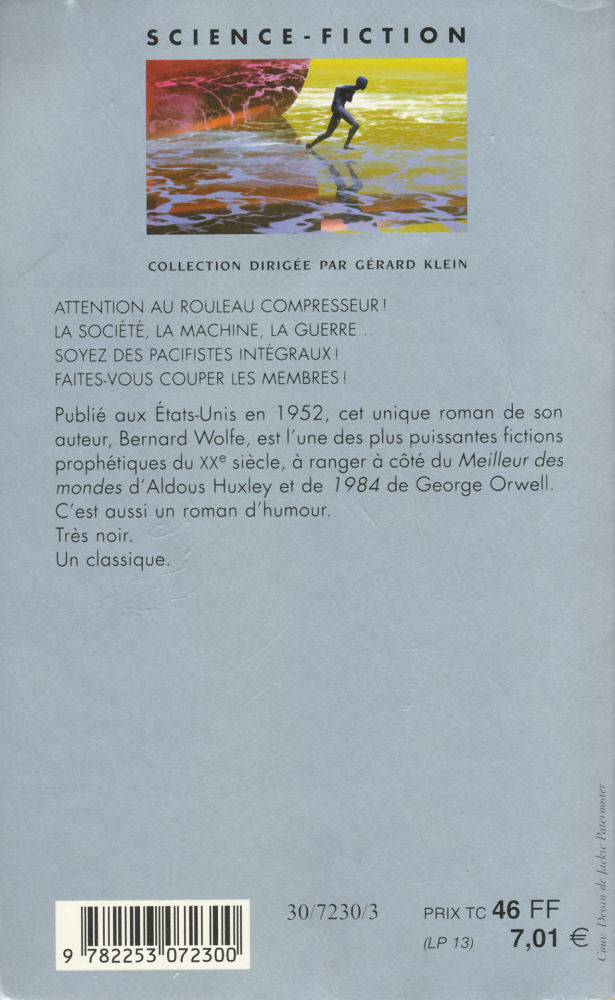 SCIENCE-FICTION
COLLECTION DIRIGÉE PAR GÉRARD KLEIN
ATTENTION AU ROULEAU COMPRESSEUR!
LA SOCIÉTÉ, LA MACHINE, LA GUERRE...
SOYEZ DES PACIFISTES INTÉGRAUX!
FAITES-VOUS COUPER LES MEMBRES!
Publié aux États-Unis en 1952, cet unique roman de son
auteur, Bernard Wolfe, est l'une des plus puissantes fictions
prophétiques du XXe siècle, à ranger à côté du Meilleur des
mondes d'Aldous Huxley et de 1984 de George Orwell.
C'est aussi un roman d'humour.
Très noir.
Un classique.
Couv. Dessin de Jackie Paternoster
30/7230/3
PRIX TC 46 FF
(LP 13) 7,01 €
9 782253 072300